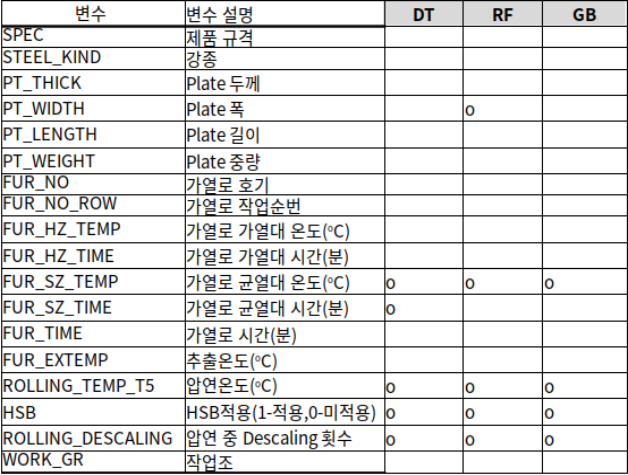 변수 변수 설명 DT RF GB
SPEC 제품 규격
STEEL_KIND 강종
PT_THICK Plate 두께
PT_WIDTH Plate 폭 o
PT_LENGTH Plate 길이
PT_WEIGHT Plate 중량
FUR_NO 가열로 호기
FUR_NO_ROW 가열로 작업순번
FUR_HZ_TEMP 가열로 가열대 온도(℃)
FUR_HZ_TIME 가열로 가열대 시간(분)
FUR_SZ_TEMP 가열로 균열대 온도(℃) o o o
FUR_SZ_TIME 가열로 균열대 시간(분) o
FUR_TIME 가열로 시간(분)
FUR_EXTEMP 추출온도(℃)
ROLLING_TEMP_T5 압연온도(℃) o o o
HSB HSB적용(1-적용,0-미적용) o o o
ROLLING_DESCALING 압연 중 Descaling 횟수 o o o
WORK_GR 작업조